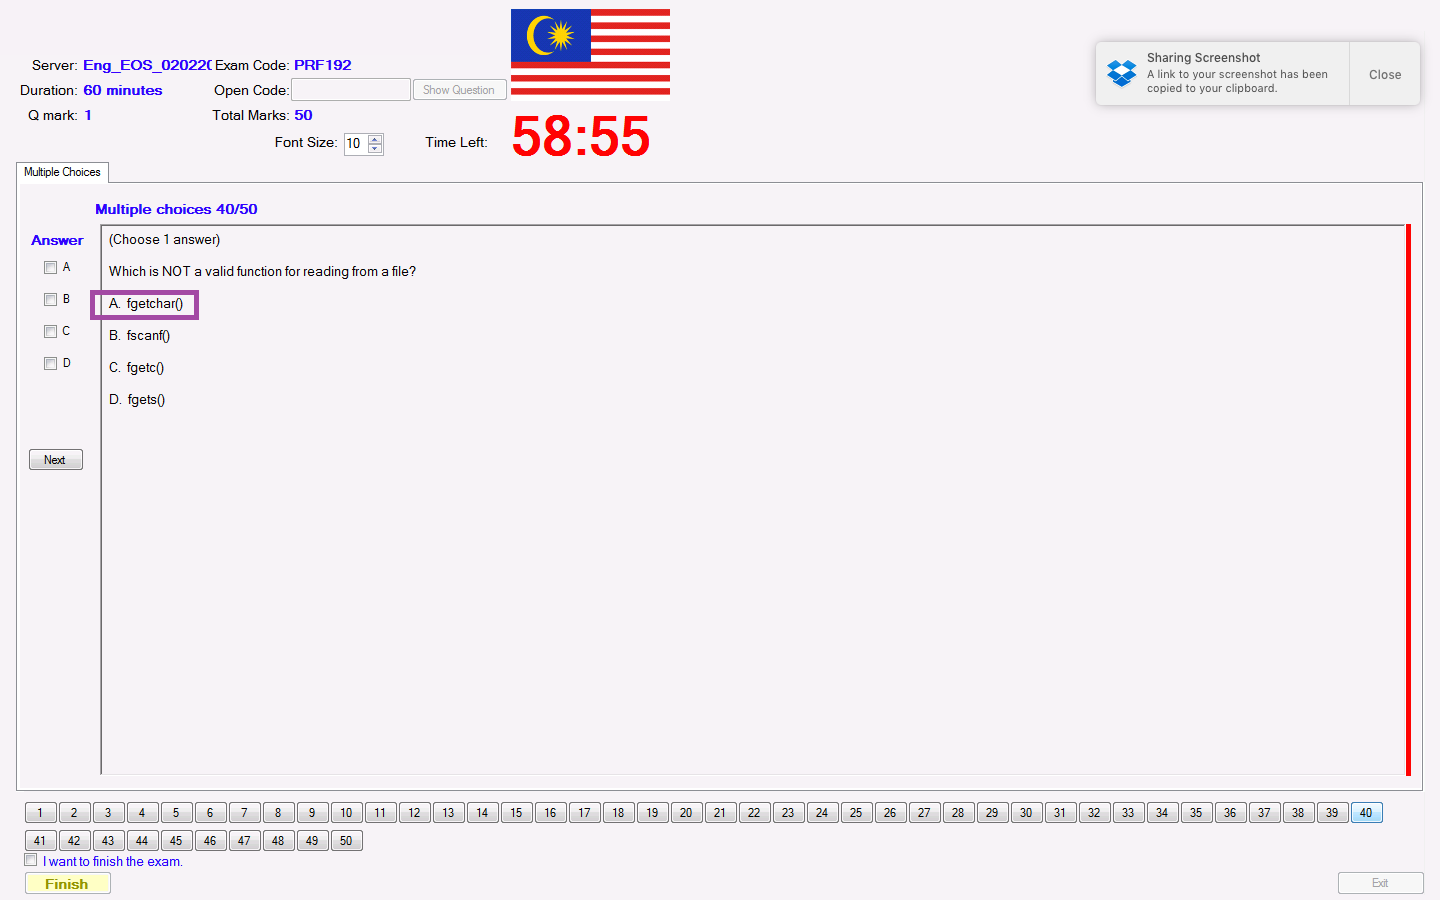 Server: Eng_EOS_020220 Exam Code: PRF192
Duration: 60 minutes Open Code: Show Question
Q mark: 1 Total Marks: 50
Font Size: 10 Time Left: 58:55
Sharing Screenshot
A link to your screenshot has been
copied to your clipboard.
Close
Multiple Choices
Multiple choices 40/50
Answer
A
B
C
D
Next
(Choose 1 answer)
Which is NOT a valid function for reading from a file?
A. fgetchar()
B. fscanf()
C. fgetc()
D. fgets()
1 2 3 4 5 6 7 8 9 10 11 12 13 14 15 16 17 18 19 20 21 22 23 24 25 26 27 28 29 30 31 32 33 34 35 36 37 38 39 40
41 42 43 44 45 46 47 48 49 50
I want to finish the exam.
Finish
Exit